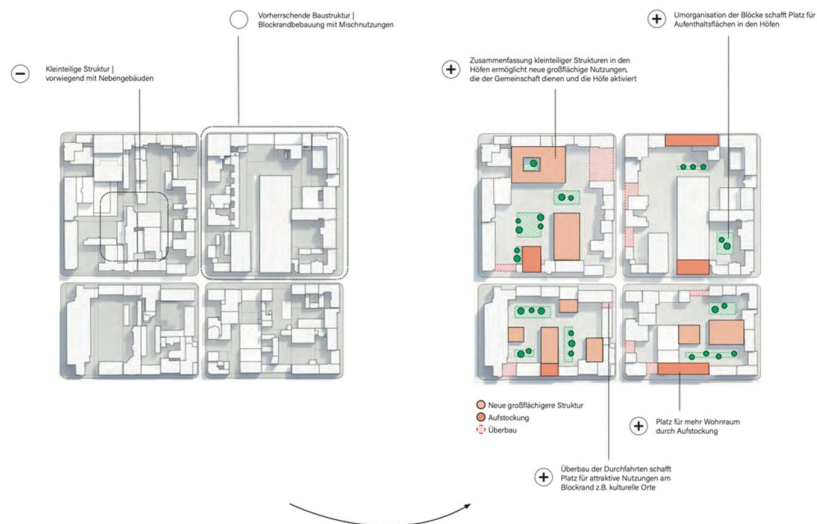 Vorherrschende Baustruktur |
Blockrandbebauung mit Mischnutzungen
Kleinteilige Struktur |
vorwiegend mit Nebengebäuden
Umorganisation der Blöcke schafft Platz für
Aufenthaltsflächen in den Höfen
Zusammenfassung kleinteiliger Strukturen in den
Höfen ermöglicht neue großflächige Nutzungen,
die der Gemeinschaft dienen und die Höfe aktiviert
Neue großflächigere Struktur
Aufstockung
Überbau
Platz für mehr Wohnraum
durch Aufstockung
Überbau der Durchfahrten schafft
Platz für attraktive Nutzungen am
Blockrand z.B. kulturelle Orte